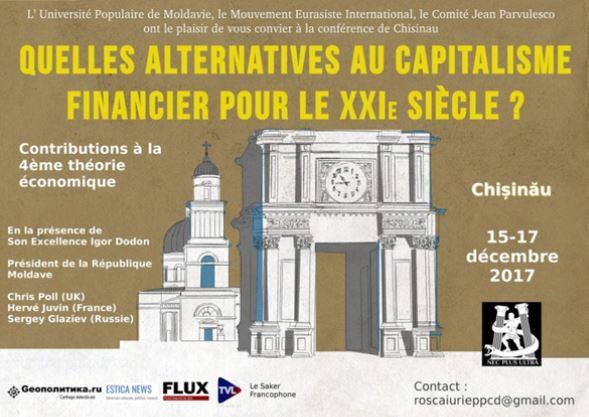 L' Université Populaire de Moldavie, le Mouvement Eurasiste International, le Comité Jean Parvulesco
ont le plaisir de vous convier à la conférence de Chisinau
QUELLES ALTERNATIVES AU CAPITALISME
FINANCIER POUR LE XXIE SIÈCLE ?
Contributions à la
4ème théorie
économique
En la présence de
Son Excellence Igor Dodon
Président de la République
Moldave
Chris Poll (UK)
Hervé Juvin (France)
Sergey Glaziev (Russie)
Chișinău
15-17
décembre
2017
NEC PLUS ULTRA
Геополитика.ru
Carthago delenda est
ESTICA NEWS
FLUX
TVL
Le Saker
Francophone
Contact :
roscaiurieppcd@gmail.com